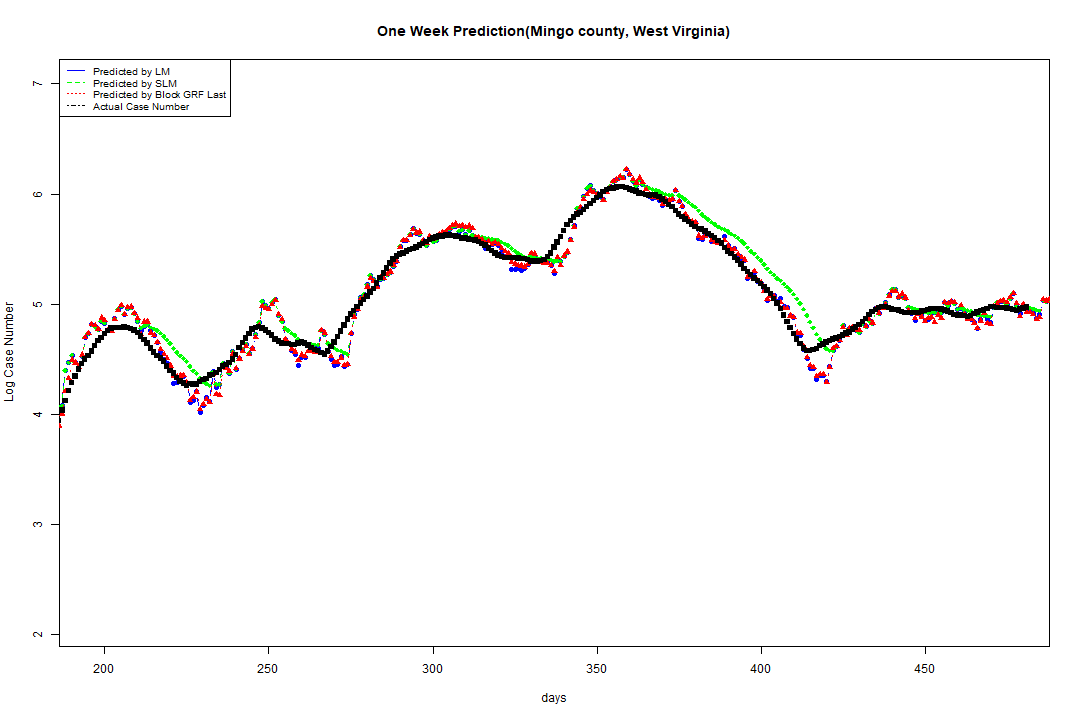 One Week Prediction(Mingo county, West Virginia)
Predicted by LM
Predicted by SLM
Predicted by Block GRF Last
Actual Case Number
7
6
5
4
3
2
Log Case Number
200 250 300 350 400 450
days